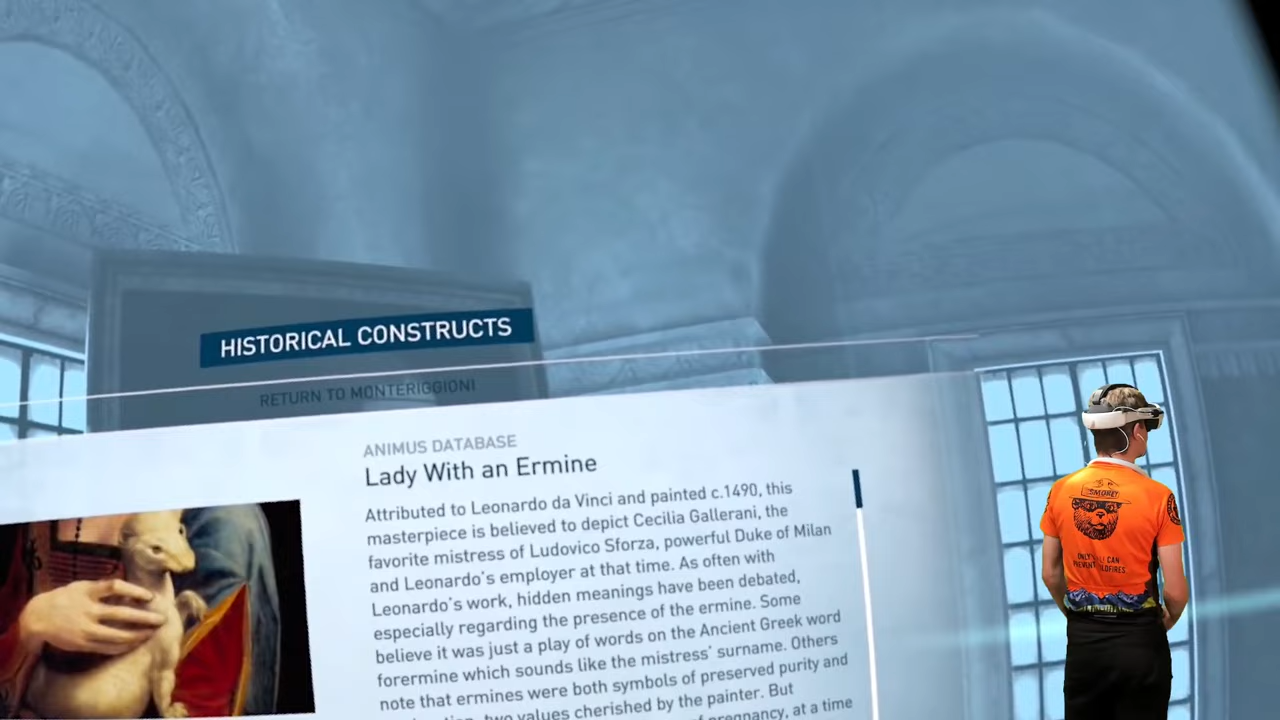 HISTORICAL CONSTRUCTS
RETURN TO MONTERIGGIONI
ANIMUS DATABASE
Lady With an Ermine
Attributed to Leonardo da Vinci and painted c.1490, this
masterpiece is believed to depict Cecilia Gallerani, the
favorite mistress of Ludovico Sforza, powerful Duke of Milan
and Leonardo's employer at that time. As often with
Leonardo's work, hidden meanings have been debated,
especially regarding the presence of the ermine. Some
believe it was just a play of words on the Ancient Greek word
forermine which sounds like the mistress' surname. Others
note that ermines were both symbols of preserved purity and
two values cherished by the painter. But
of pregnancy, at a time
SMOKEY
ONLY CAN
PREVENT